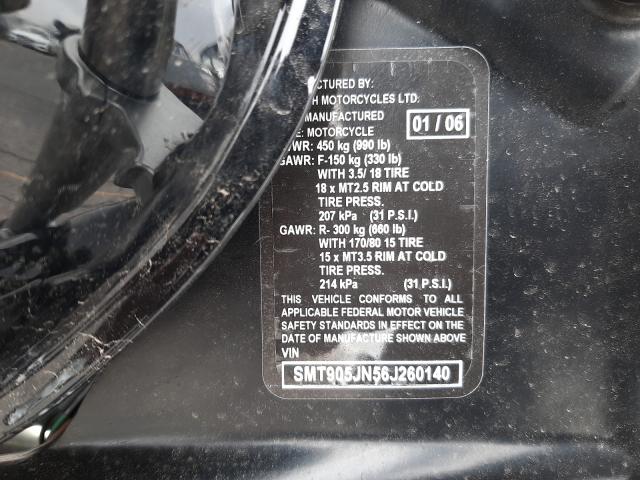 CTURED BY:
H MOTORCYCLES LTD.
MANUFACTURED
01 / 06
E: MOTORCYCLE
WR: 450 kg (990 lb)
GAWR: F-150 kg (330 lb)
WITH 3.5/ 18 TIRE
18 x MT2.5 RIM AT COLD
TIRE PRESS.
207 kPa (31 P.S.I.)
GAWR: R- 300 kg (660 lb)
WITH 170/80 15 TIRE
15 x MT3.5 RIM AT COLD
TIRE PRESS.
214 kPa (31 P.S.I.)
THIS VEHICLE CONFORMS TO ALL
APPLICABLE FEDERAL MOTOR VEHICLE
SAFETY STANDARDS IN EFFECT ON THE
DATE OF MANUFACTURE SHOWN ABOVE
VIN
SMT905JN56J260140